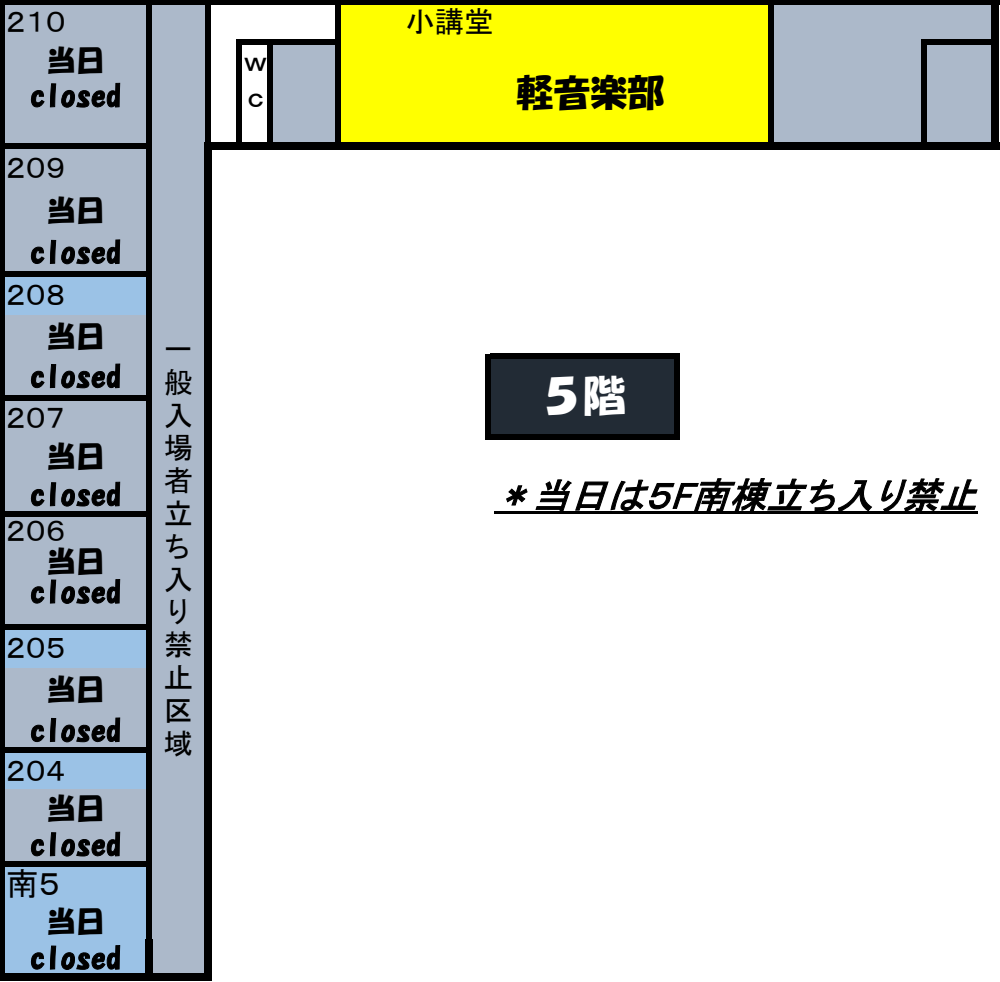 210
当日
closed
209
当日
closed
208
当日
closed
207
当日
closed
206
当日
closed
205
当日
closed
204
当日
closed
南5
当日
closed
一般入場者立ち入り禁止区域
WC
小講堂
軽音楽部
5階
*当日は5F南棟立ち入り禁止